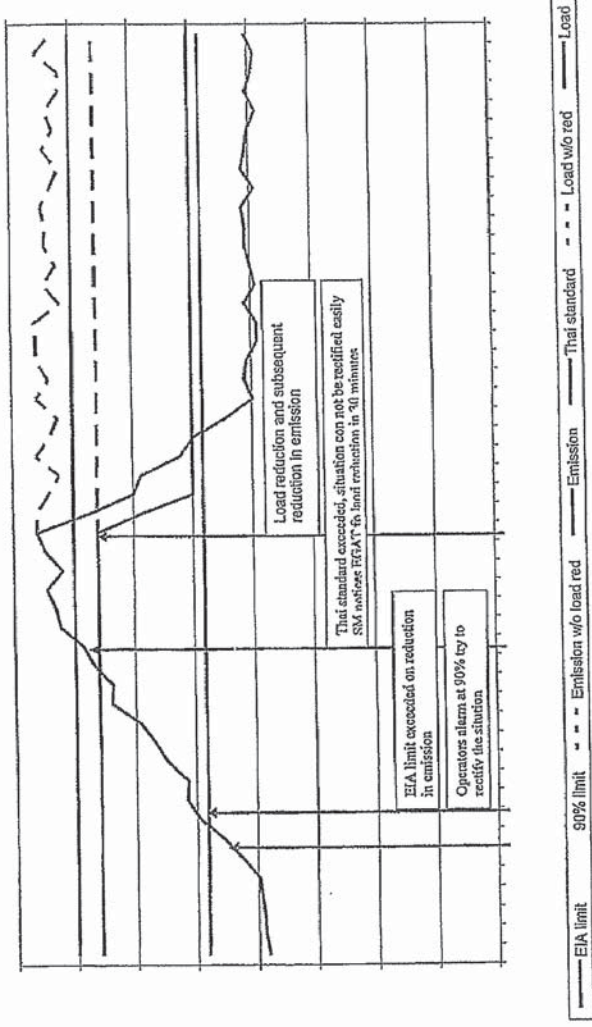 Load reduction and subsequent
reduction in emission
Thai standard exceeded, situation con not be rectified easily
SM notices EGAT fo load reduction in 30 minutes
EIA limit exceeded on reduction
in emission
Operators alarm at 90% try to
rectify the sitution
EIA limit
90% limit
Emission w/o load red
Emission
Thai standard
Load w/o red
Load